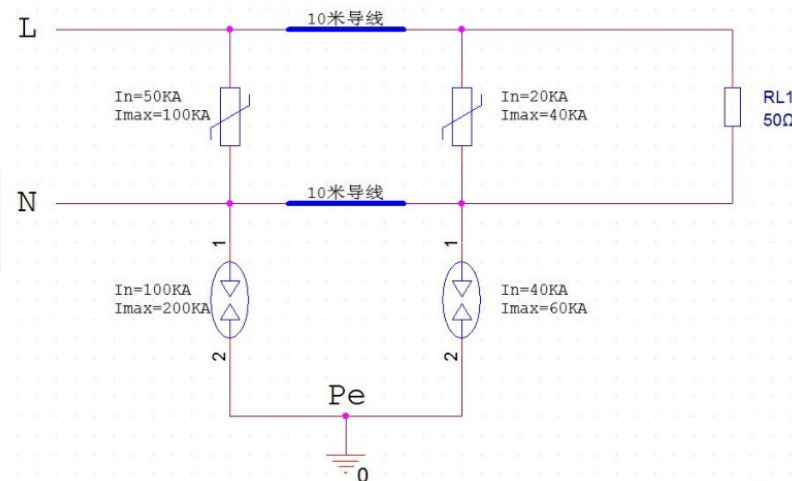 L
10米导线
In=50KA
Imax=100KA
In=20KA
Imax=40KA
RL1
50Ω
N
10米导线
1
1
In=100KA
Imax=200KA
In=40KA
Imax=60KA
2
2
Pe
0